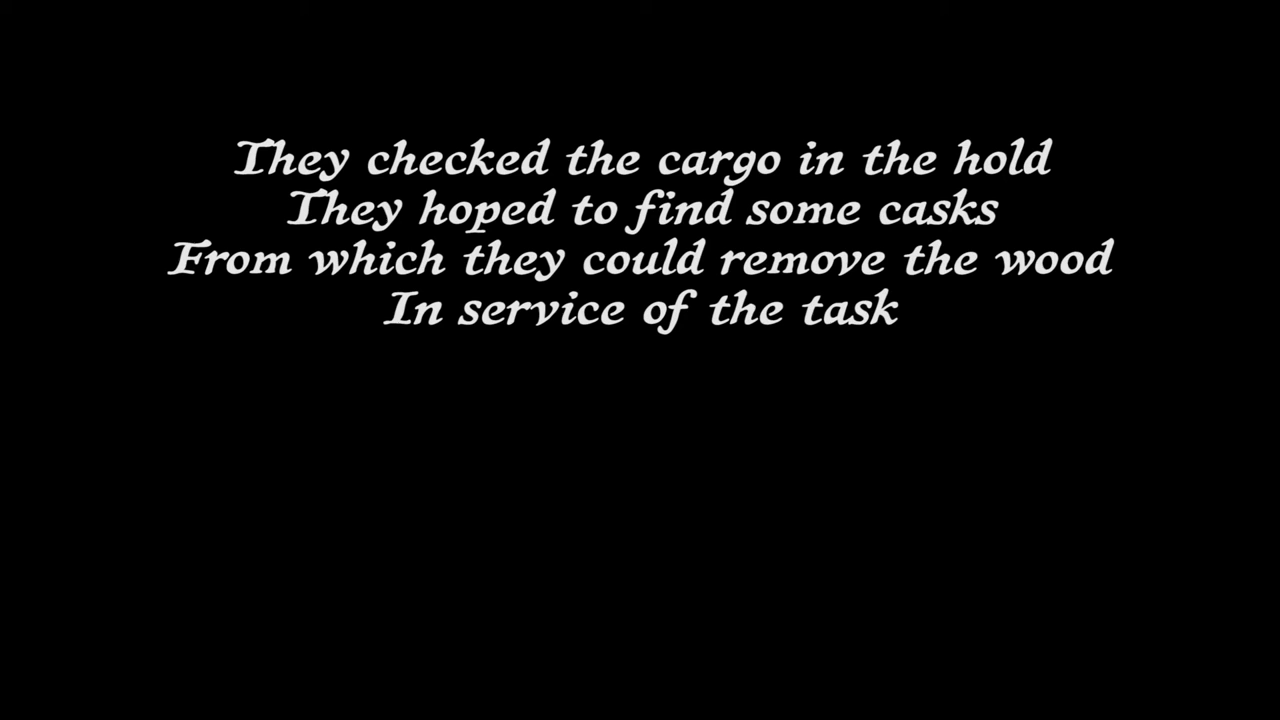 They checked the cargo in the hold
They hoped to find some casks
From which they could remove the wood
In service of the task